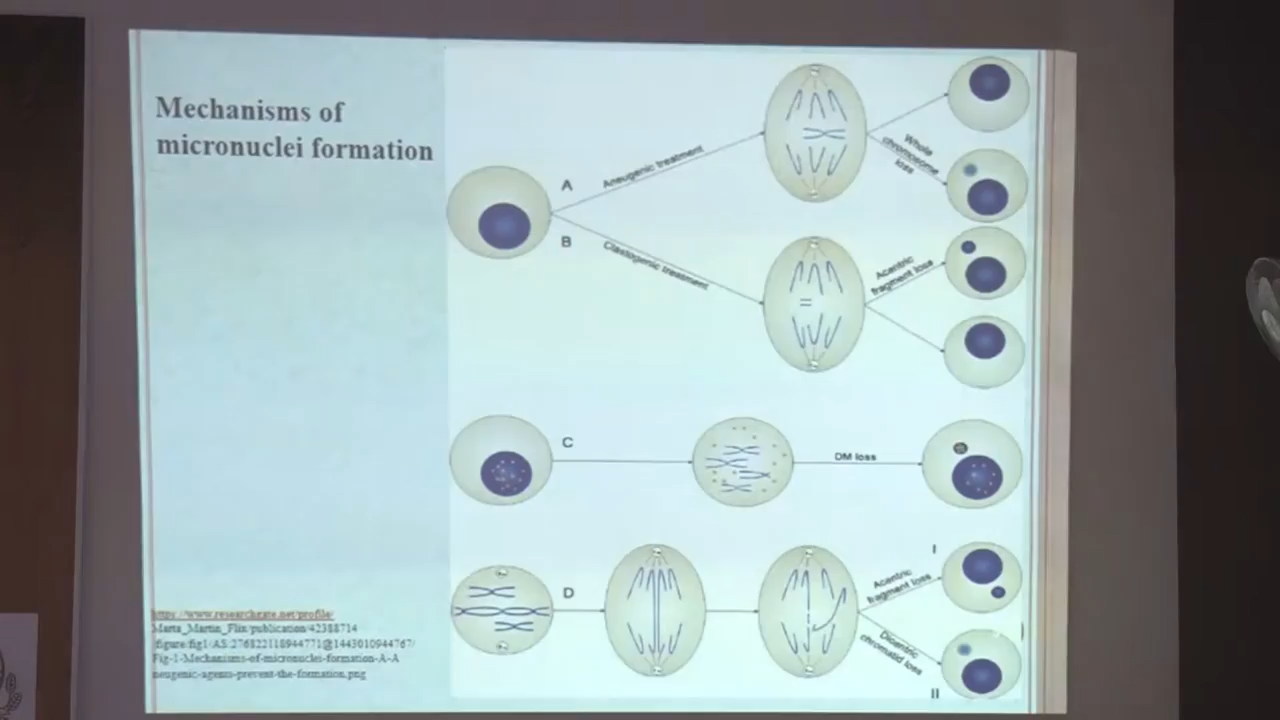 Mechanisms of
micronuclei formation
A
Aneugenic treatment
Whole
chromosome
loss
B
Clastogenic treatment
Acentric
fragment loss
C
DM loss
D
I
Acentric
fragment loss
Dicentric
chromatid loss
II
https://www.researchgate.net/profile/
Marta_Martin_Flix/publication/42388714
/figure/fig1/AS:276822118944771@1443010944767/
Fig-1-Mechanisms-of-micronuclei-formation-A-A
neugenic-agents-prevent-the-formation.png